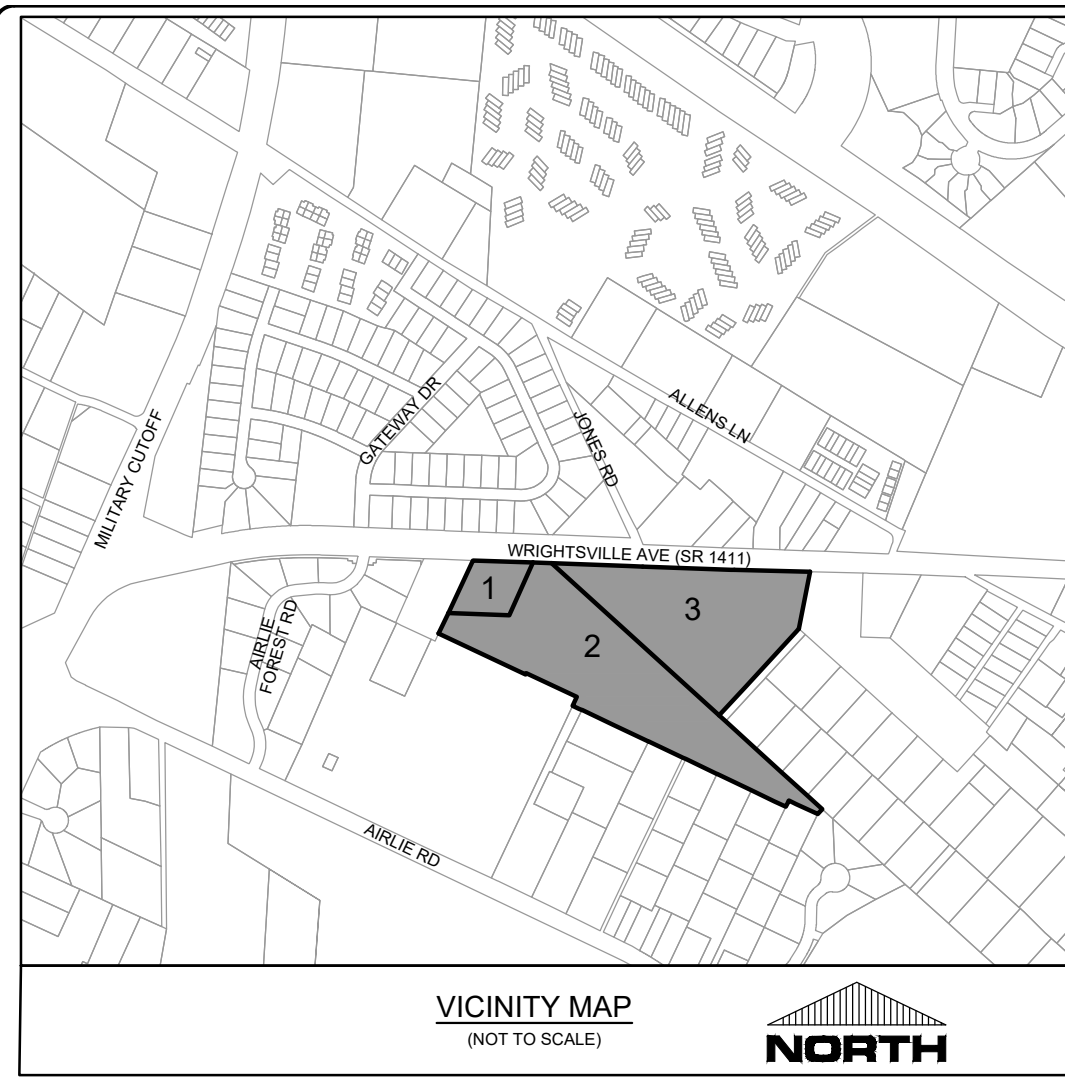 MILITARY CUTOFF
GATEWAY DR
JONES RD
ALLENS LN
WRIGHTSVILLE AVE (SR 1411)
1
2
3
AIRLIE
FOREST RD
AIRLIE RD
VICINITY MAP
(NOT TO SCALE)
NORTH